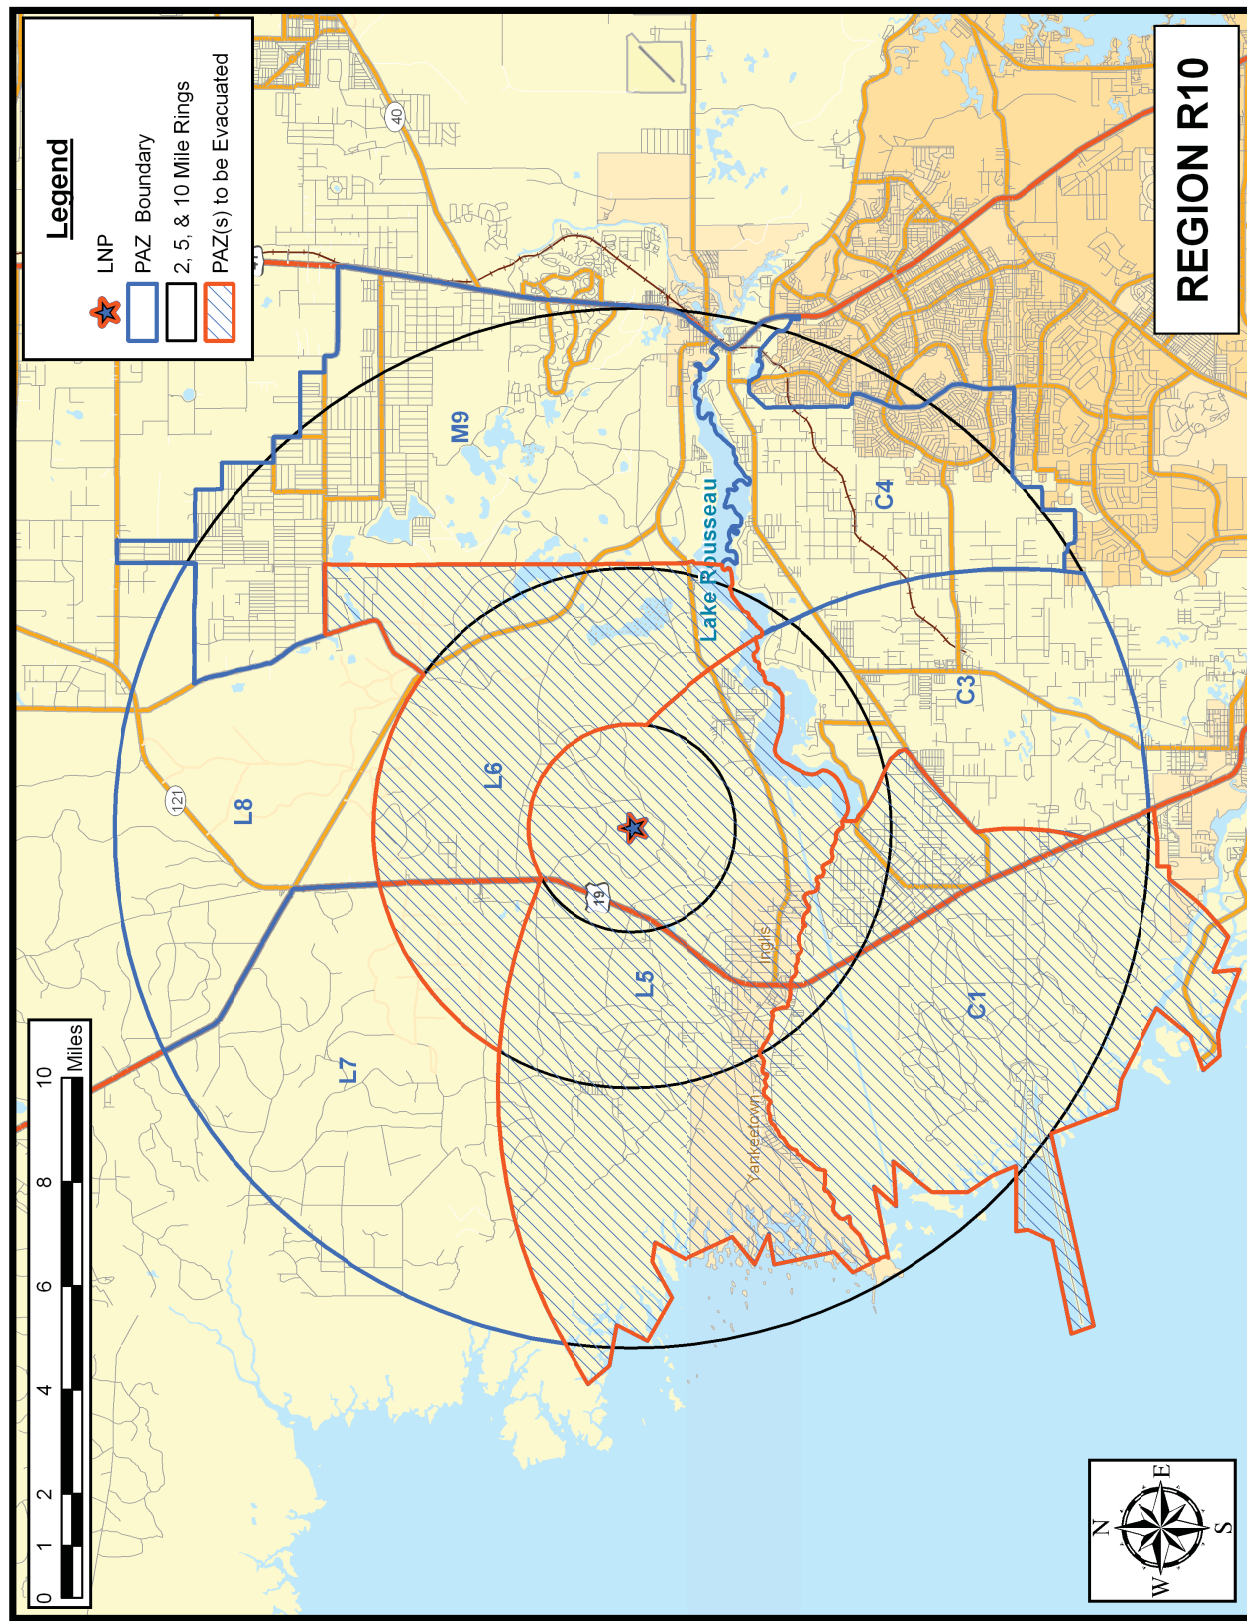 Legend
LNP
PAZ Boundary
2, 5, & 10 Mile Rings
PAZ(s) to be Evacuated
40
121
19
L8
L7
L6
L5
M9
Lake Rousseau
C4
C3
C1
Inglis
Yankeetown
0 1 2 4 6 8 10
Miles
N
W E
S
REGION R10